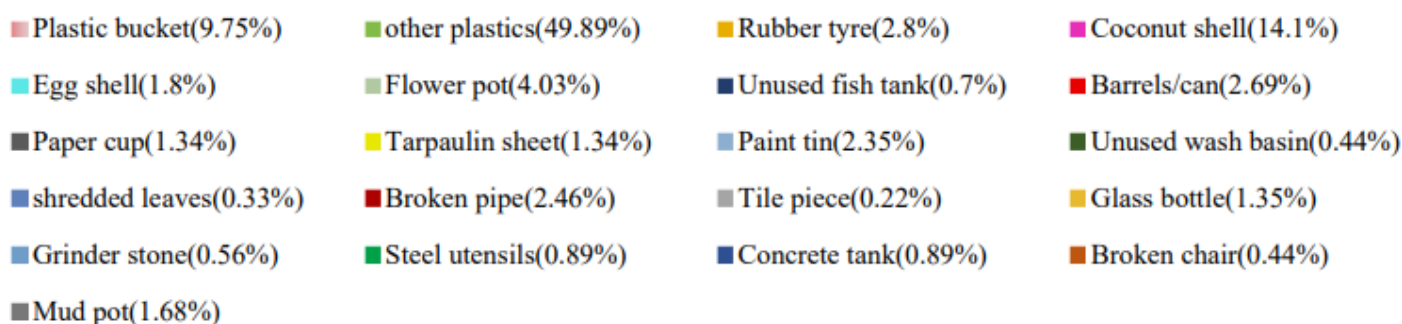 Plastic bucket(9.75%) other plastics(49.89%) Rubber tyre(2.8%) Coconut shell(14.1%)
Egg shell(1.8%) Flower pot(4.03%) Unused fish tank(0.7%) Barrels/can(2.69%)
Paper cup(1.34%) Tarpaulin sheet(1.34%) Paint tin(2.35%) Unused wash basin(0.44%)
shredded leaves(0.33%) Broken pipe(2.46%) Tile piece(0.22%) Glass bottle(1.35%)
Grinder stone(0.56%) Steel utensils(0.89%) Concrete tank(0.89%) Broken chair(0.44%)
Mud pot(1.68%)